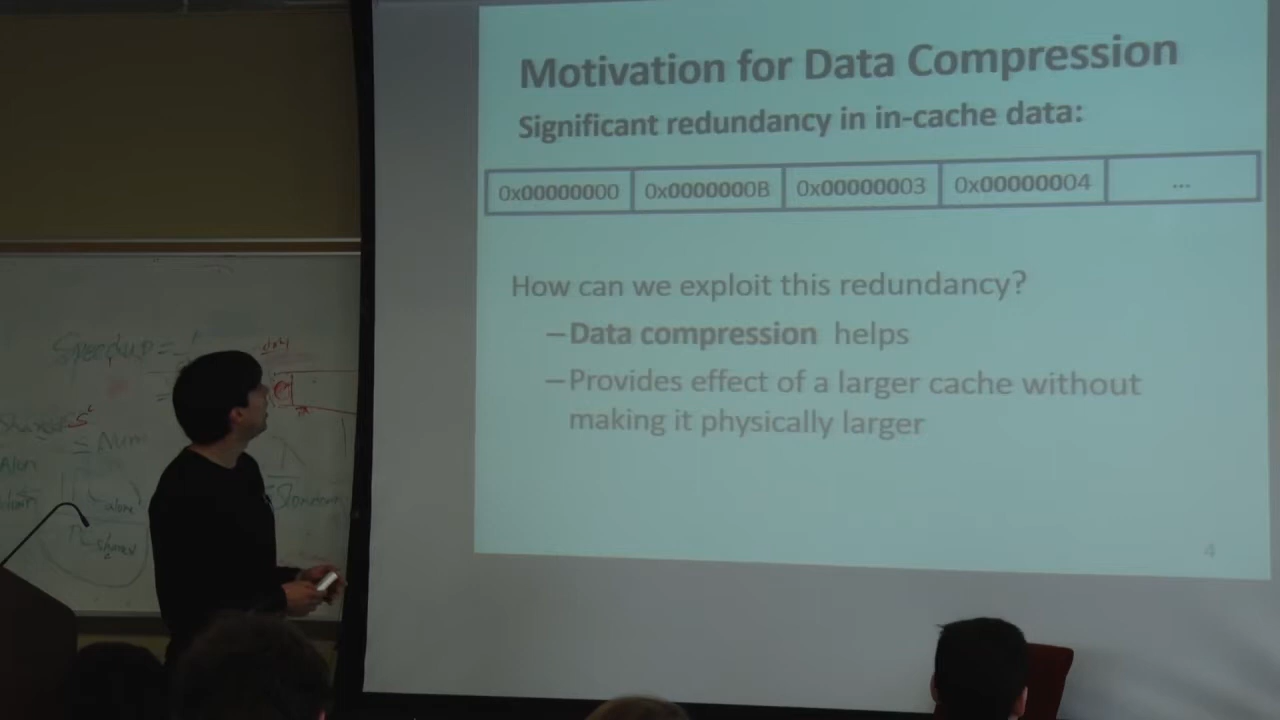 Motivation for Data Compression
Significant redundancy in in-cache data:
0x00000000 0x0000000B 0x00000003 0x00000004 ...
How can we exploit this redundancy?
–Data compression helps
–Provides effect of a larger cache without
making it physically larger
4
Speedup =